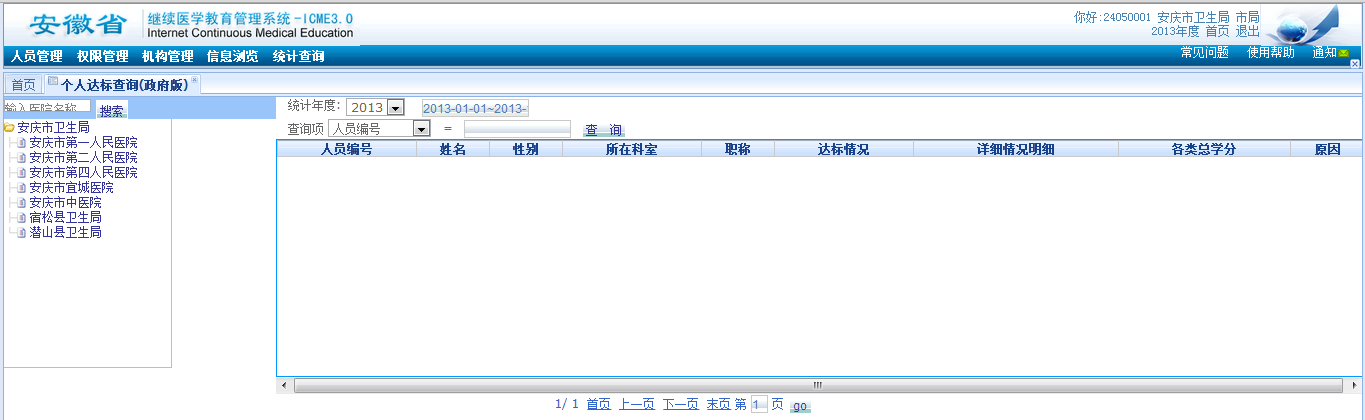 安徽省 继续医学教育管理系统-ICME3.0
Internet Continuous Medical Education
你好:24050001 安庆市卫生局 市局
2013年度 首页 退出
人员管理 权限管理 机构管理 信息浏览 统计查询
常见问题 使用帮助 通知
首页 个人达标查询(政府版)
输入医院名称 搜索
安庆市卫生局
安庆市第一人民医院
安庆市第二人民医院
安庆市第四人民医院
安庆市宜城医院
安庆市中医院
宿松县卫生局
潜山县卫生局
统计年度: 2013 2013-01-01~2013-
查询项 人员编号 = 查 询
人员编号 姓名 性别 所在科室 职称 达标情况 详细情况明细 各类总学分 原因
1/ 1 首页 上一页 下一页 末页 第 1 页 go